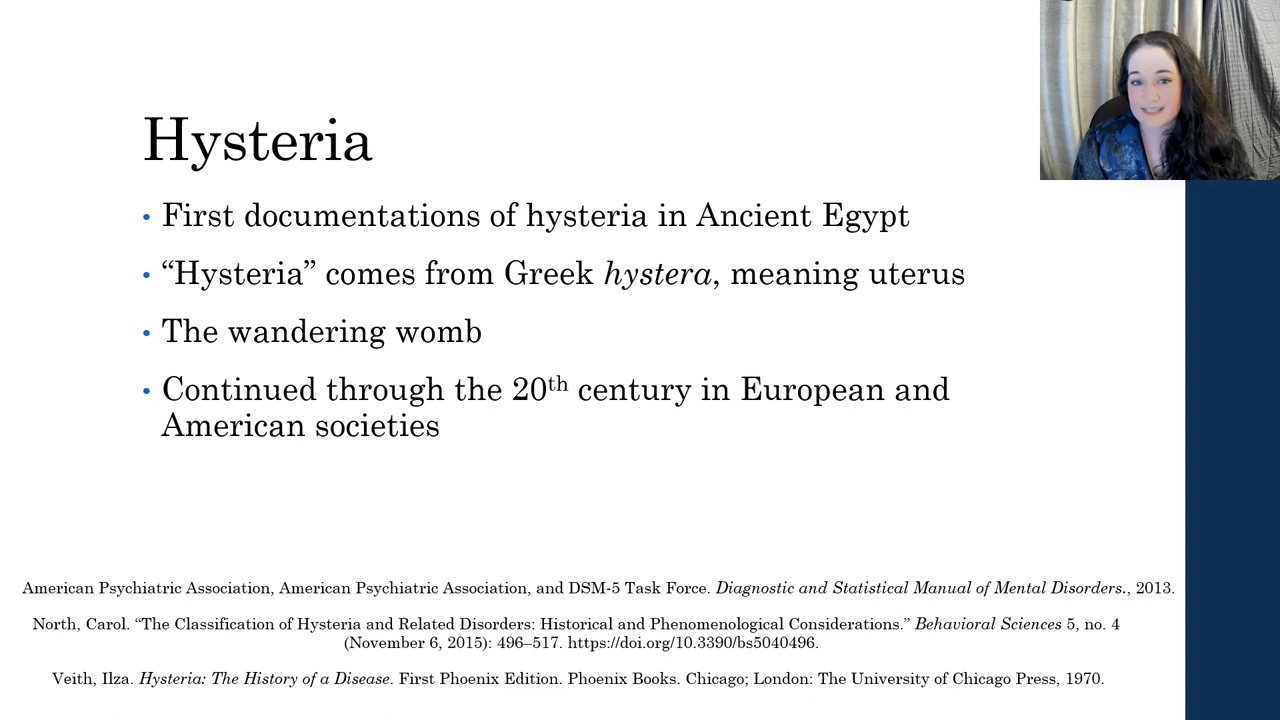 Hysteria
• First documentations of hysteria in Ancient Egypt
• “Hysteria” comes from Greek hystera, meaning uterus
• The wandering womb
• Continued through the 20th century in European and
American societies
American Psychiatric Association, American Psychiatric Association, and DSM-5 Task Force. Diagnostic and Statistical Manual of Mental Disorders., 2013.
North, Carol. “The Classification of Hysteria and Related Disorders: Historical and Phenomenological Considerations.” Behavioral Sciences 5, no. 4
(November 6, 2015): 496–517. https://doi.org/10.3390/bs5040496.
Veith, Ilza. Hysteria: The History of a Disease. First Phoenix Edition. Phoenix Books. Chicago; London: The University of Chicago Press, 1970.